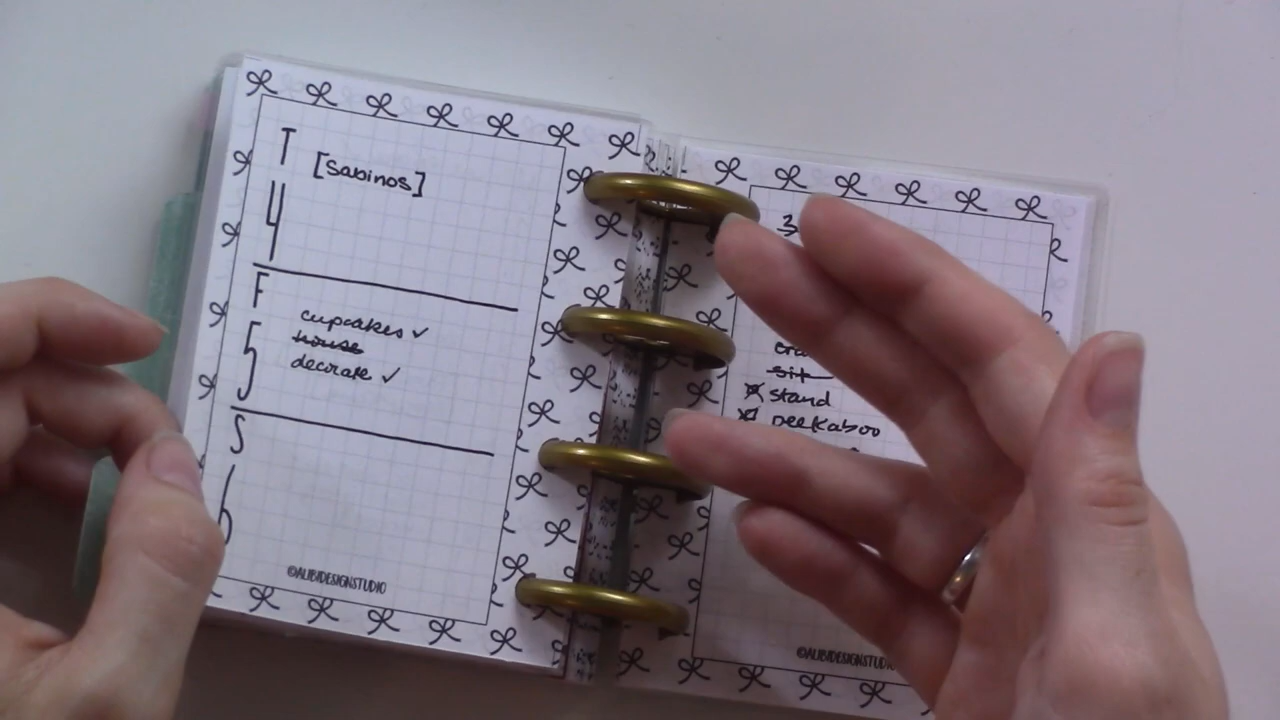 T
4
[Sabinos]
F
5
cupcakes ✓
house
decorate ✓
S
6
©ALIBIDESIGNSTUDIO
3
sit
stand
peekaboo
©ALIBIDESIGNSTUDIO